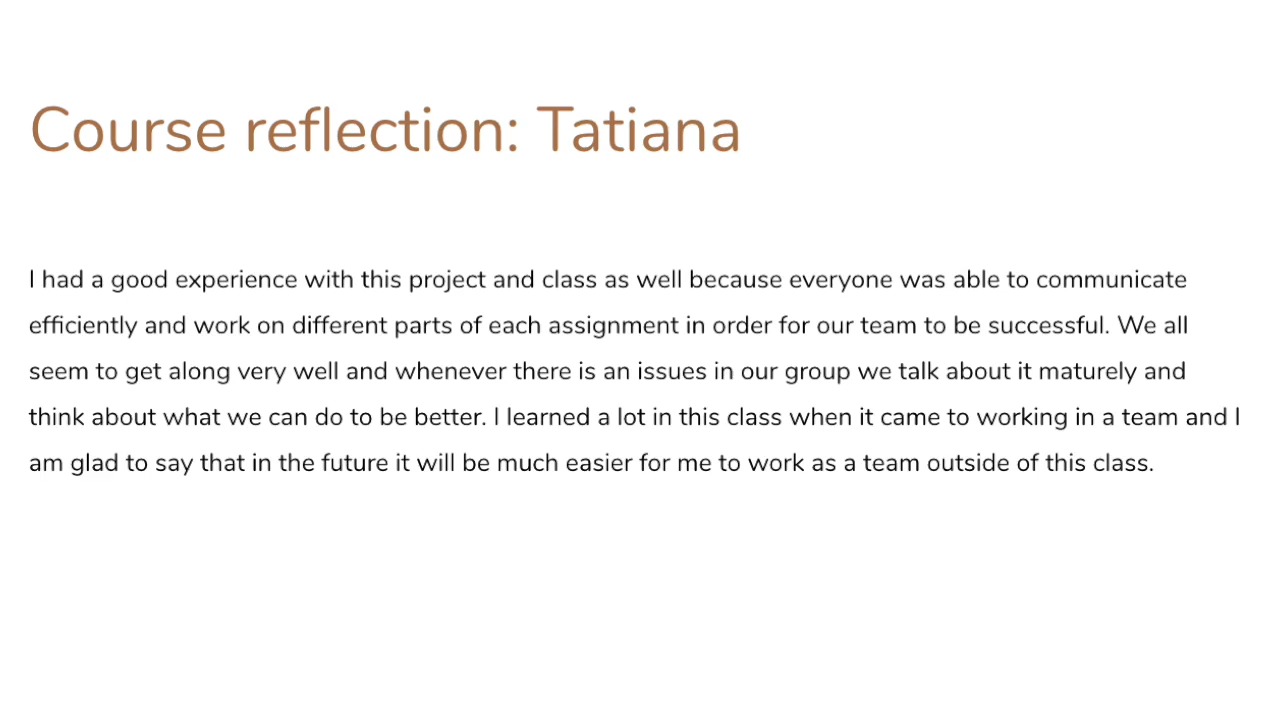 Course reflection: Tatiana
I had a good experience with this project and class as well because everyone was able to communicate
efficiently and work on different parts of each assignment in order for our team to be successful. We all
seem to get along very well and whenever there is an issues in our group we talk about it maturely and
think about what we can do to be better. I learned a lot in this class when it came to working in a team and I
am glad to say that in the future it will be much easier for me to work as a team outside of this class.